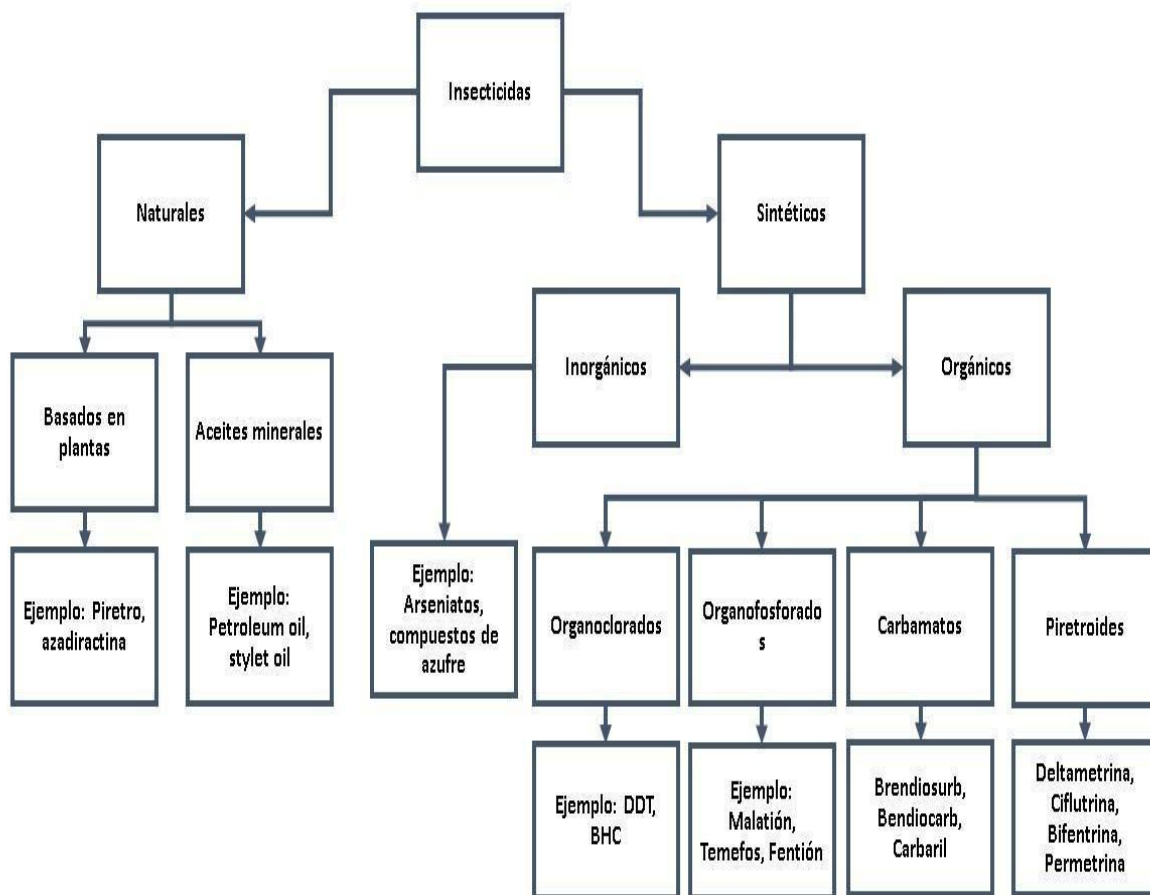 Insecticidas
Naturales
Sintéticos
Inorgánicos
Orgánicos
Basados en
plantas
Aceites minerales
Ejemplo: Piretro,
azadiractina
Ejemplo:
Petroleum oil,
stylet oil
Ejemplo:
Arseniatos,
compuestos de
azufre
Organoclorados
Organofosforado
s
Carbamatos
Piretroides
Ejemplo: DDT,
BHC
Ejemplo:
Malatión,
Temefos, Fentión
Brendiosurb,
Bendiocarb,
Carbaril
Deltametrina,
Ciflutrina,
Bifentrina,
Permetrina